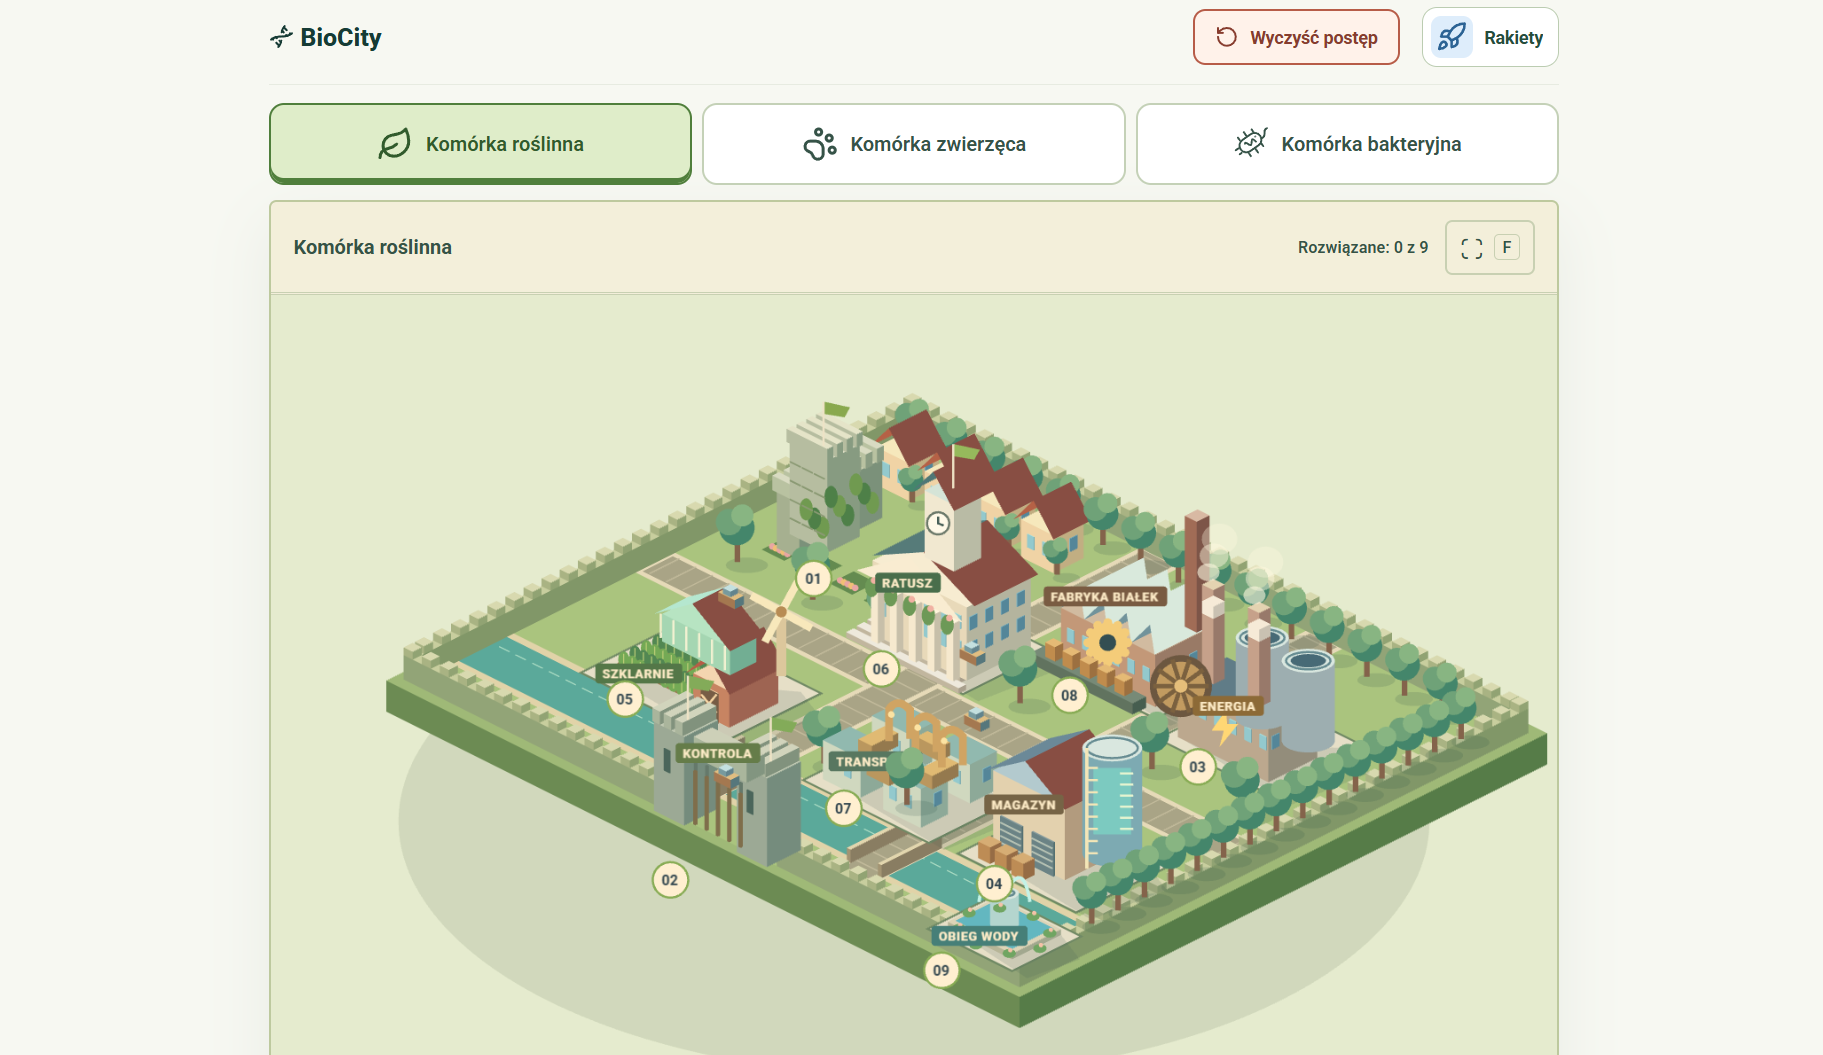 BioCity
Wyczyść postęp
Rakiety
Komórka roślinna
Komórka zwierzęca
Komórka bakteryjna
Komórka roślinna
Rozwiązane: 0 z 9
F
01
RATUSZ
FABRYKA BIAŁEK
SZKLARNIE
06
05
08
ENERGIA
KONTROLA
TRANSP
03
07
MAGAZYN
02
04
OBIEG WODY
09